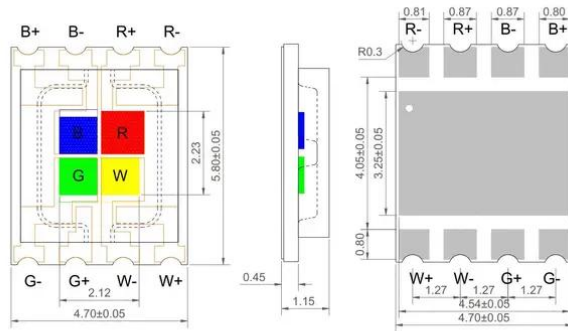 B+ B- R+ R-
B R
G W
2.23
5.80±0.05
G- G+ W- W+
2.12
4.70±0.05
0.45
1.15
0.81 0.87 0.87 0.80
R- R+ B- B+
R0.3
4.05±0.05
3.25±0.05
0.80
W+ W- G+ G-
1.27 1.27 1.27
4.54±0.05
4.70±0.05